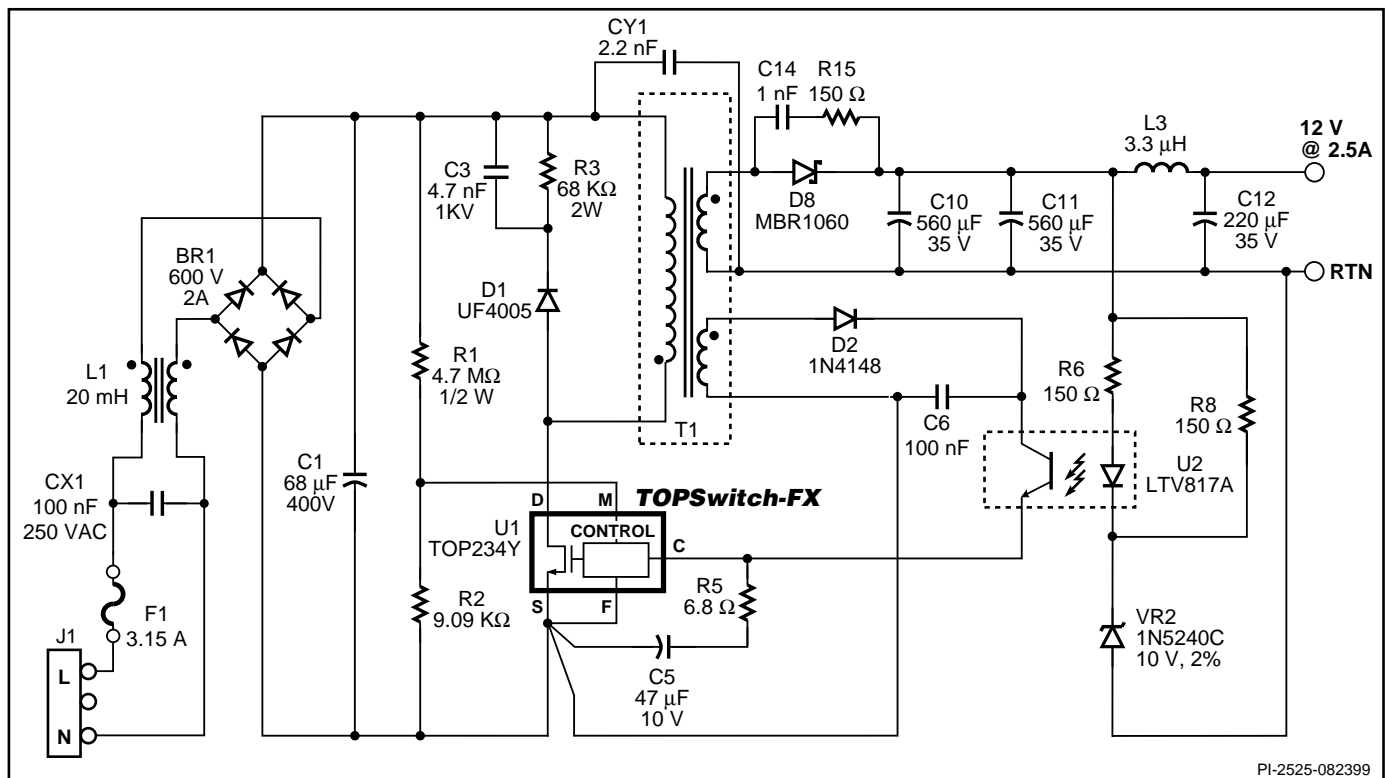 CY1
2.2 nF
C14
1 nF
R15
150 Ω
L3
3.3 µH
12 V
@ 2.5A
C3
4.7 nF
1KV
R3
68 KΩ
2W
D8
MBR1060
C10
560 µF
35 V
C11
560 µF
35 V
C12
220 µF
35 V
RTN
BR1
600 V
2A
D1
UF4005
D2
1N4148
L1
20 mH
R1
4.7 MΩ
1/2 W
T1
C6
100 nF
R6
150 Ω
R8
150 Ω
U2
LTV817A
CX1
100 nF
250 VAC
C1
68 µF
400V
D
M
TOPSwitch-FX
U1
TOP234Y
CONTROL
C
S
F
R2
9.09 KΩ
R5
6.8 Ω
C5
47 µF
10 V
VR2
1N5240C
10 V, 2%
F1
3.15 A
J1
L
N
PI-2525-082399